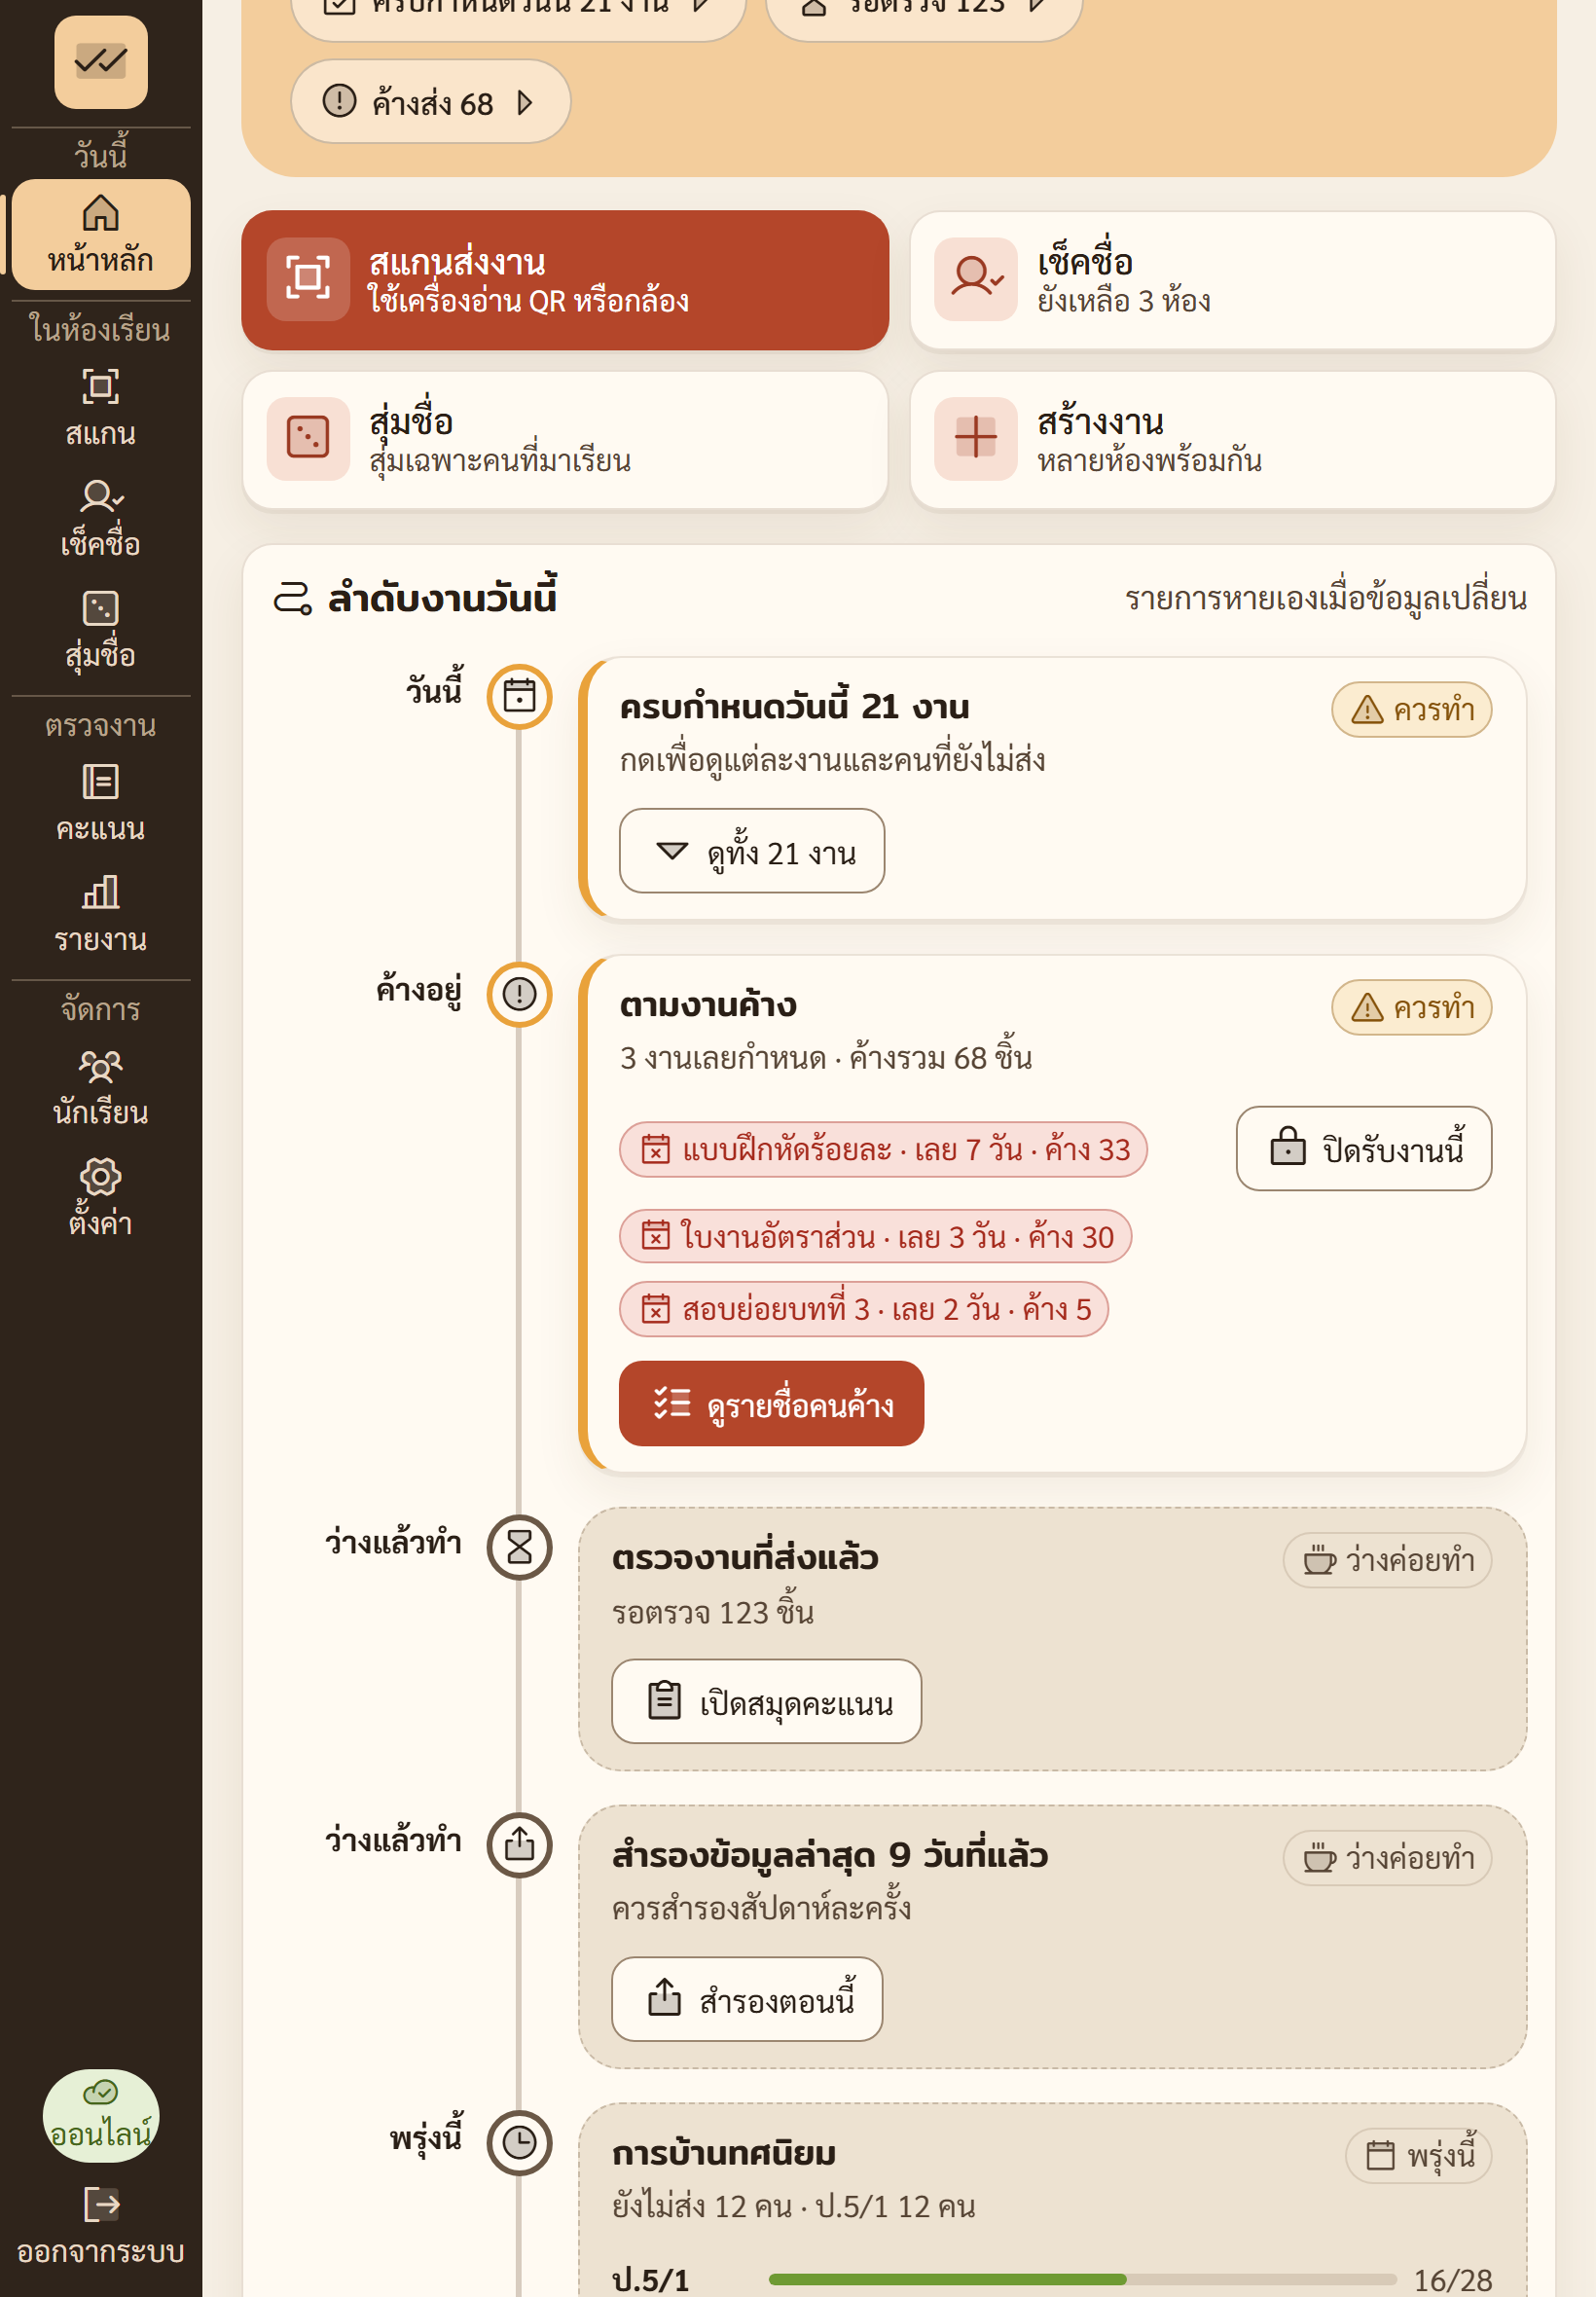 วันนี้
หน้าหลัก
ในห้องเรียน
สแกน
เช็คชื่อ
สุ่มชื่อ
ตรวจงาน
คะแนน
รายงาน
จัดการ
นักเรียน
ตั้งค่า
ออนไลน์
ออกจากระบบ
ครบกำหนดวันนี้ 21 งาน
รอตรวจ 123
ค้างส่ง 68
สแกนส่งงาน
ใช้เครื่องอ่าน QR หรือกล้อง
เช็คชื่อ
ยังเหลือ 3 ห้อง
สุ่มชื่อ
สุ่มเฉพาะคนที่มาเรียน
สร้างงาน
หลายห้องพร้อมกัน
ลำดับงานวันนี้
รายการหายเองเมื่อข้อมูลเปลี่ยน
วันนี้
ครบกำหนดวันนี้ 21 งาน
ควรทำ
กดเพื่อดูแต่ละงานและคนที่ยังไม่ส่ง
ดูทั้ง 21 งาน
ค้างอยู่
ตามงานค้าง
ควรทำ
3 งานเลยกำหนด · ค้างรวม 68 ชิ้น
แบบฝึกหัดร้อยละ · เลย 7 วัน · ค้าง 33
ปิดรับงานนี้
ใบงานอัตราส่วน · เลย 3 วัน · ค้าง 30
สอบย่อยบทที่ 3 · เลย 2 วัน · ค้าง 5
ดูรายชื่อคนค้าง
ว่างแล้วทำ
ตรวจงานที่ส่งแล้ว
ว่างค่อยทำ
รอตรวจ 123 ชิ้น
เปิดสมุดคะแนน
ว่างแล้วทำ
สำรองข้อมูลล่าสุด 9 วันที่แล้ว
ว่างค่อยทำ
ควรสำรองสัปดาห์ละครั้ง
สำรองตอนนี้
พรุ่งนี้
การบ้านทศนิยม
พรุ่งนี้
ยังไม่ส่ง 12 คน · ป.5/1 12 คน
ป.5/1
16/28